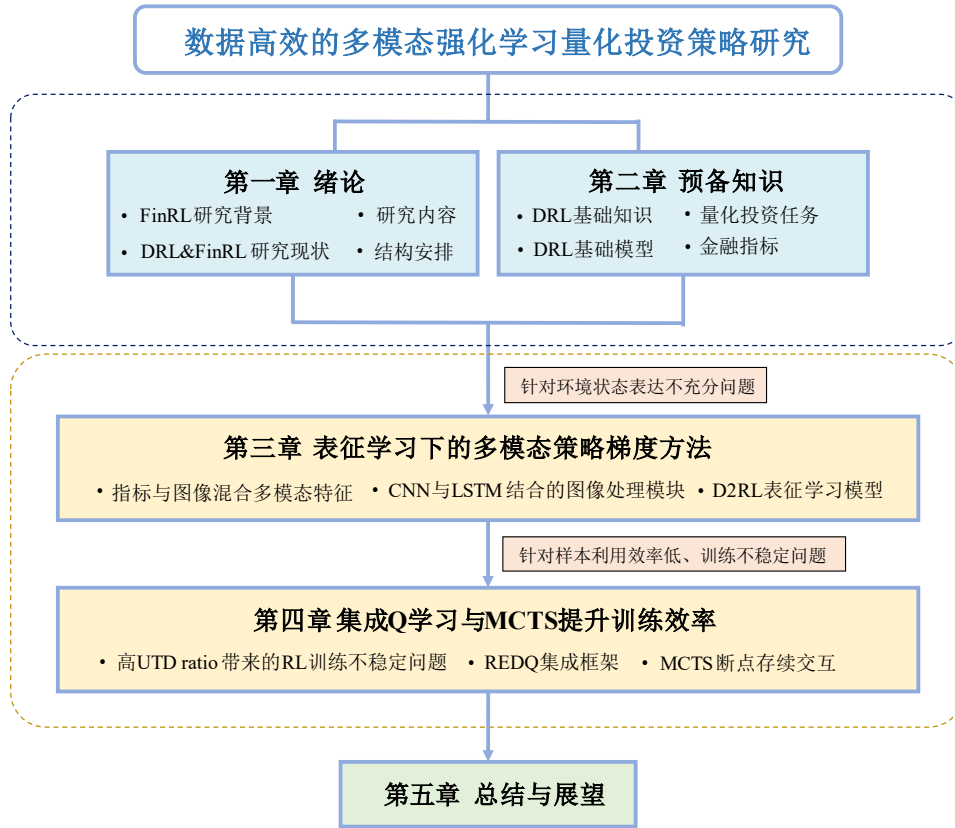 数据高效的多模态强化学习量化投资策略研究
第一章 绪论
• FinRL研究背景
• 研究内容
• DRL&FinRL 研究现状
• 结构安排
第二章 预备知识
• DRL基础知识
• 量化投资任务
• DRL基础模型
• 金融指标
针对环境状态表达不充分问题
第三章 表征学习下的多模态策略梯度方法
• 指标与图像混合多模态特征
• CNN与LSTM 结合的图像处理模块
• D2RL表征学习模型
针对样本利用效率低、训练不稳定问题
第四章 集成Q学习与MCTS提升训练效率
• 高UTD ratio 带来的RL训练不稳定问题
• REDQ集成框架
• MCTS 断点存续交互
第五章 总结与展望